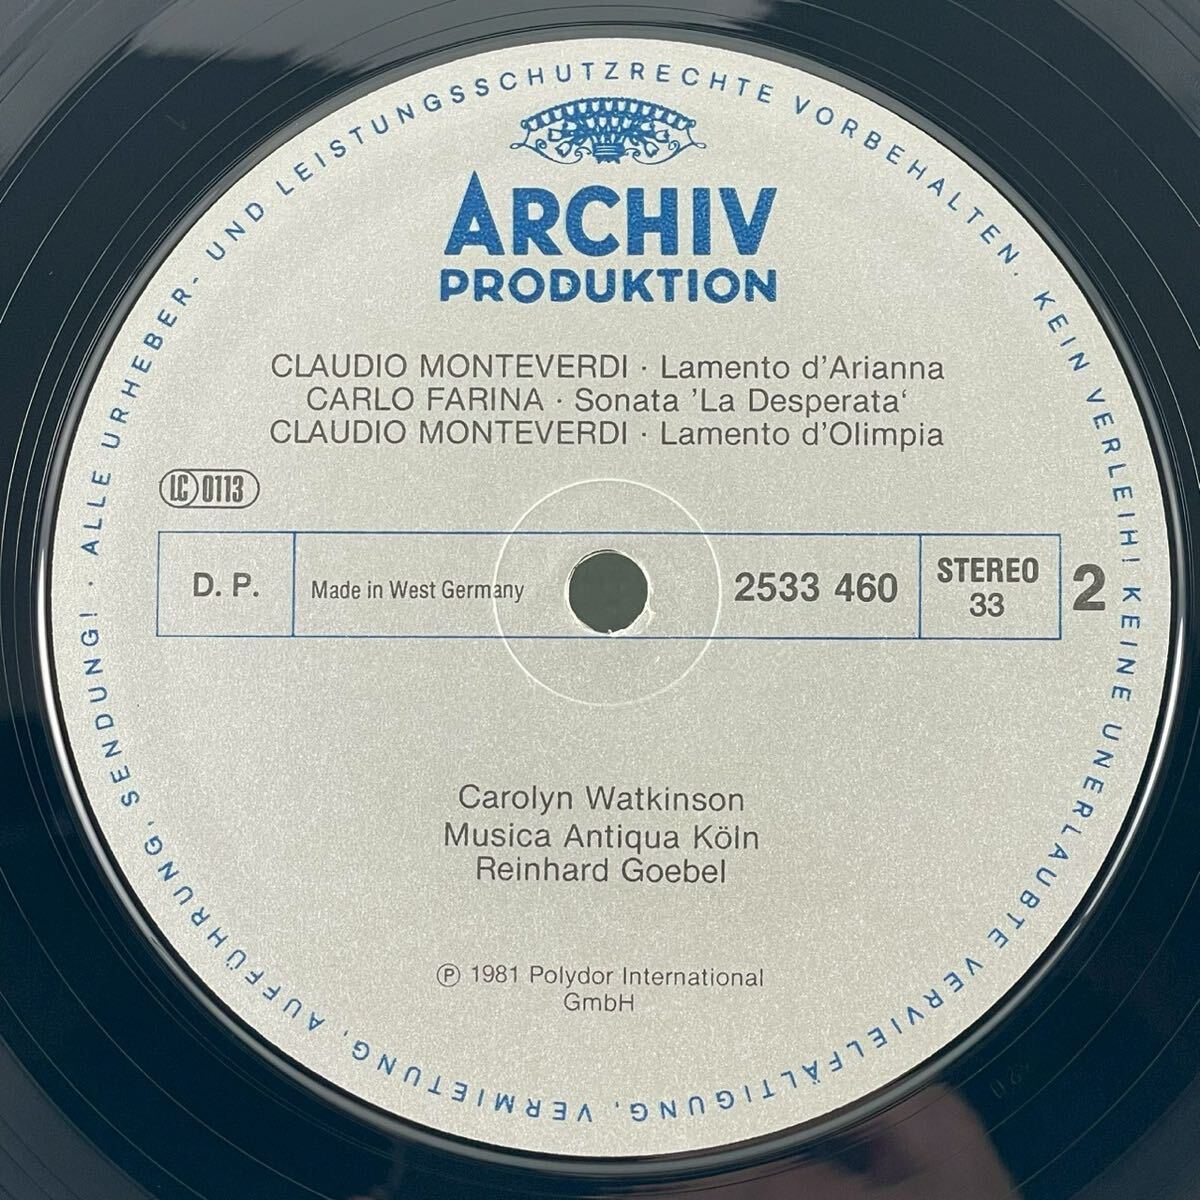 ALLE URHEBER- UND LEISTUNGSSCHUTZRECHTE VORBEHALTEN. KEIN VERLEIH! KEINE UNERLAUBTE VERVIELFÄLTIGUNG, VERMIETUNG, AUFFÜHRUNG, SENDUNG! ·
ARCHIV
PRODUKTION
CLAUDIO MONTEVERDI · Lamento d'Arianna
CARLO FARINA · Sonata 'La Desperata‘
CLAUDIO MONTEVERDI · Lamento d'Olimpia
LC 0113
D. P.
Made in West Germany
2533 460
STEREO
33
2
Carolyn Watkinson
Musica Antiqua Köln
Reinhard Goebel
℗ 1981 Polydor International
GmbH